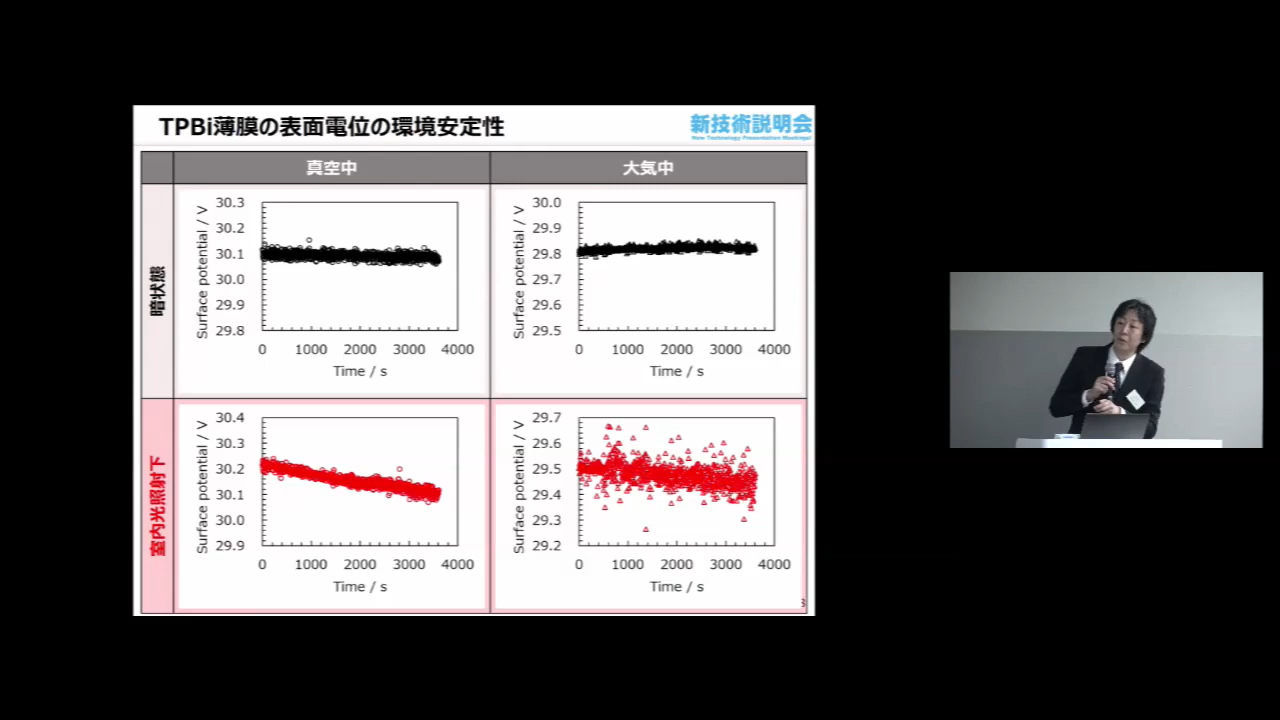 TPBi薄膜の表面電位の環境安定性
新技術説明会
New Technology Presentation Meetings!
真空中
大気中
暗状態
Surface potential / V
30.3
30.2
30.1
30.0
29.9
29.8
0 1000 2000 3000 4000
Time / s
Surface potential / V
30.0
29.9
29.8
29.7
29.6
29.5
0 1000 2000 3000 4000
Time / s
室内光照射下
Surface potential / V
30.4
30.3
30.2
30.1
30.0
29.9
0 1000 2000 3000 4000
Time / s
Surface potential / V
29.7
29.6
29.5
29.4
29.3
29.2
0 1000 2000 3000 4000
Time / s